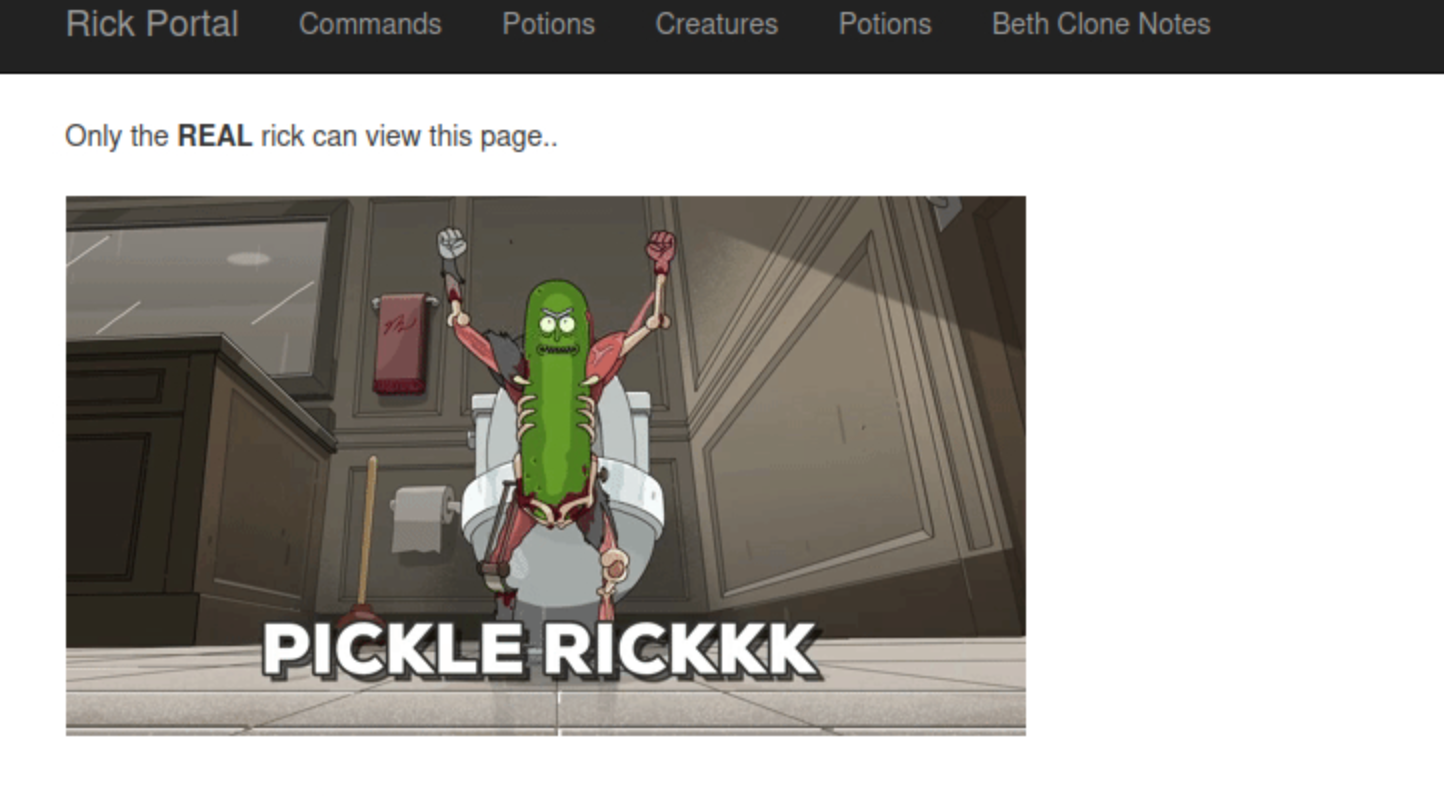 Rick Portal Commands Potions Creatures Potions Beth Clone Notes
Only the REAL rick can view this page..
PICKLE RICKKK